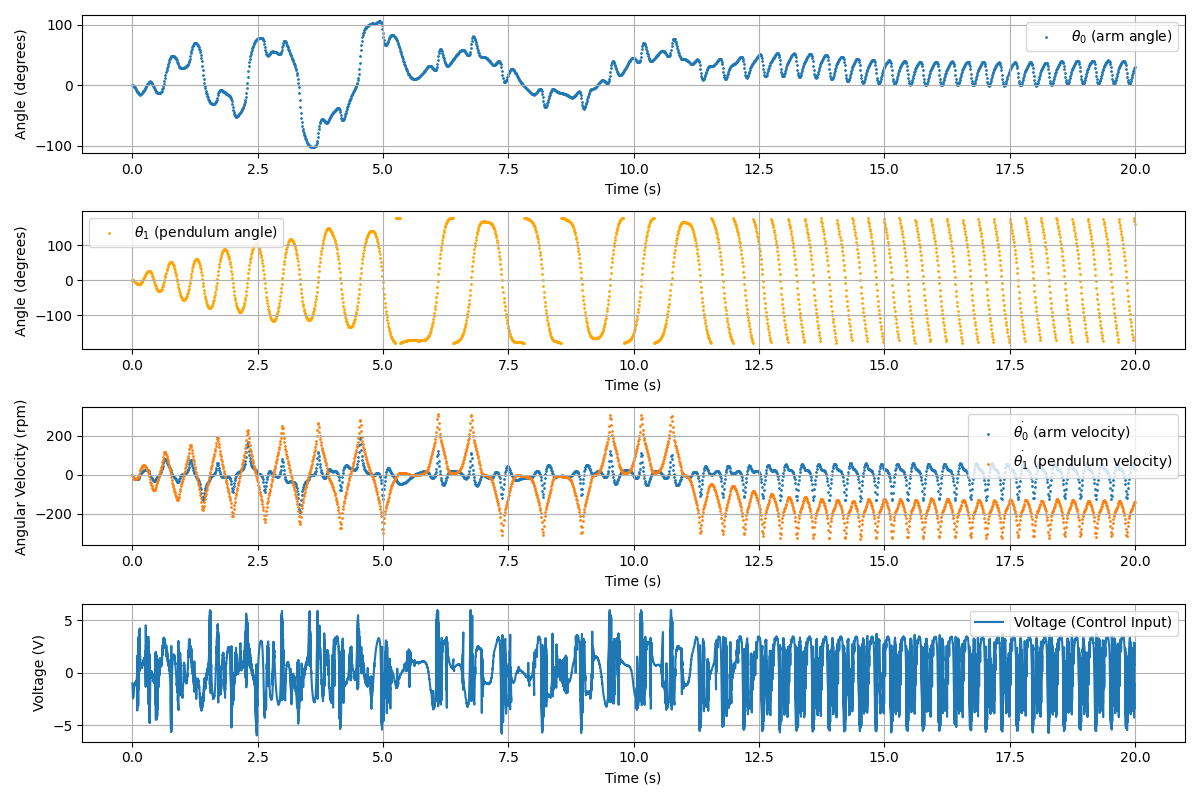 Angle (degrees)
100
0
−100
θ0 (arm angle)
0.0 2.5 5.0 7.5 10.0 12.5 15.0 17.5 20.0
Time (s)
Angle (degrees)
100
0
−100
θ1 (pendulum angle)
0.0 2.5 5.0 7.5 10.0 12.5 15.0 17.5 20.0
Time (s)
Angular Velocity (rpm)
200
0
−200
θ̇0 (arm velocity)
θ̇1 (pendulum velocity)
0.0 2.5 5.0 7.5 10.0 12.5 15.0 17.5 20.0
Time (s)
Voltage (V)
5
0
−5
Voltage (Control Input)
0.0 2.5 5.0 7.5 10.0 12.5 15.0 17.5 20.0
Time (s)